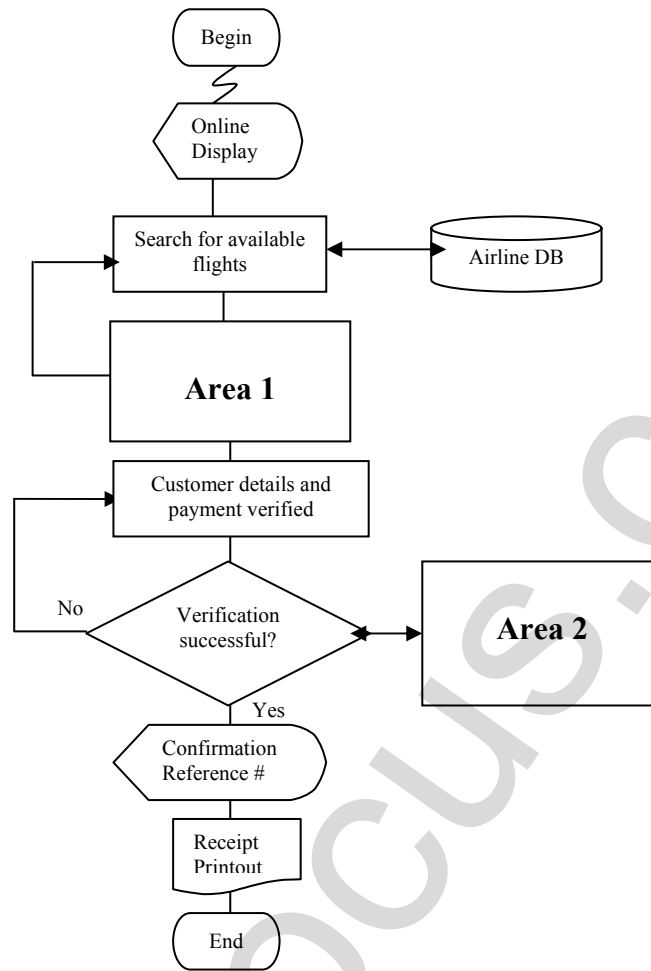 Begin
Online
Display
Search for available
flights
Airline DB
Area 1
Customer details and
payment verified
No
Verification
successful?
Area 2
Yes
Confirmation
Reference #
Receipt
Printout
End
ocus.c